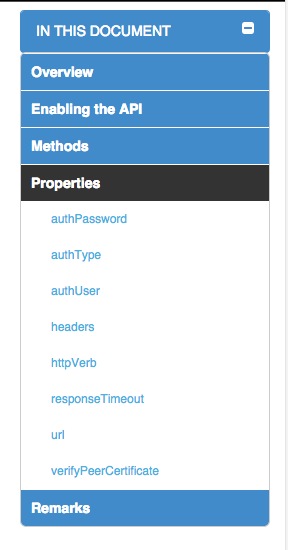 IN THIS DOCUMENT
Overview
Enabling the API
Methods
Properties
authPassword
authType
authUser
headers
httpVerb
responseTimeout
url
verifyPeerCertificate
Remarks